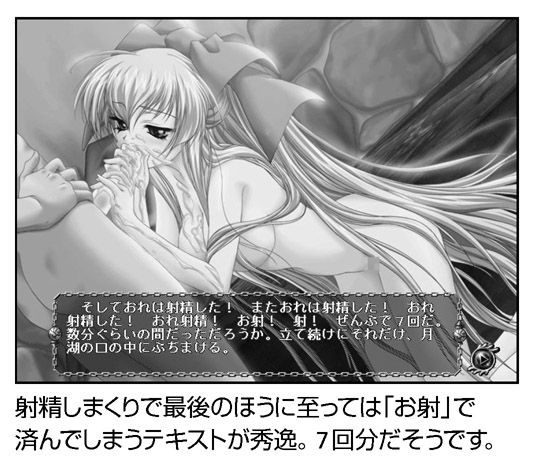 そしておれは射精した！　またおれは射精した！　おれ
射精した！　おれ射精！　お射！　射！　ぜんぶで７回だ。
数分ぐらいの間だっただろうか。立て続けにそれだけ、月
湖の口の中にぶちまける。
射精しまくりで最後のほうに至っては「お射」で
済んでしまうテキストが秀逸。７回分だそうです。